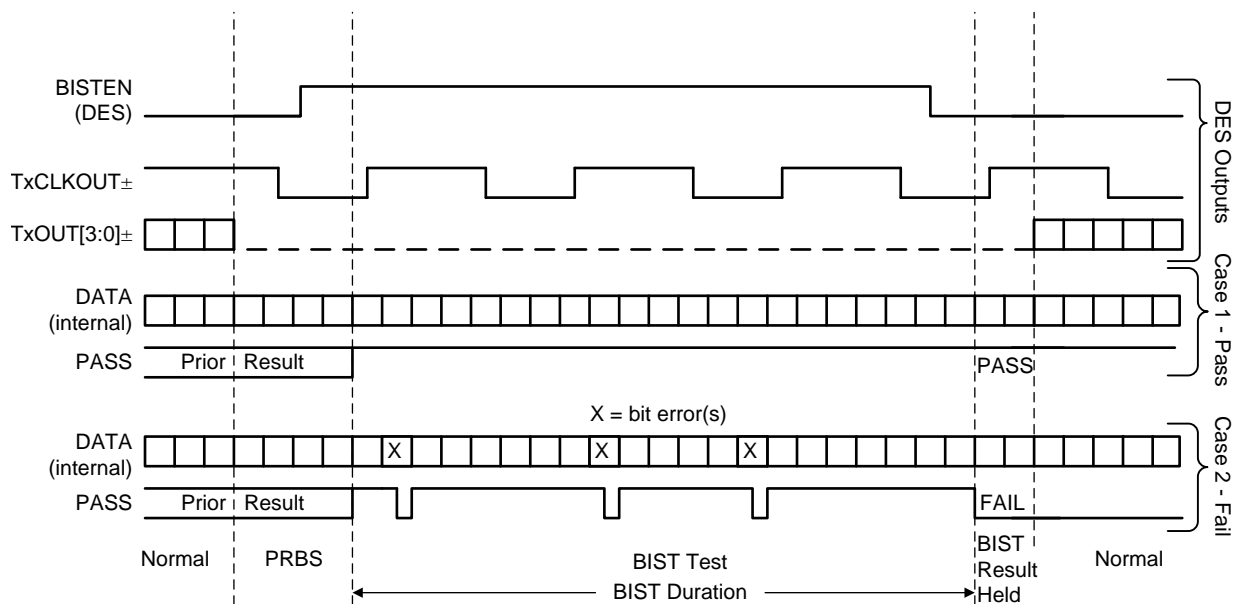 BISTEN
(DES)
TxCLKOUT±
TxOUT[3:0]±
DES Outputs
DATA
(internal)
PASS
Prior Result
PASS
Case 1 - Pass
X = bit error(s)
DATA
(internal)
X
X
X
PASS
Prior Result
FAIL
Case 2 - Fail
Normal
PRBS
BIST Test
BIST Duration
BIST
Result
Held
Normal